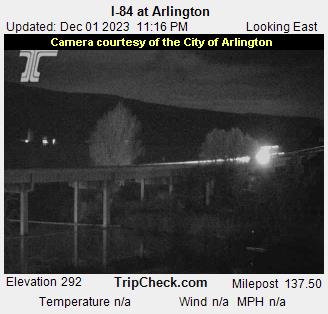 I-84 at Arlington
Updated: Dec 01 2023 11:16 PM Looking East
Camera courtesy of the City of Arlington
Elevation 292 TripCheck.com Milepost 137.50
Temperature n/a Wind n/a MPH n/a